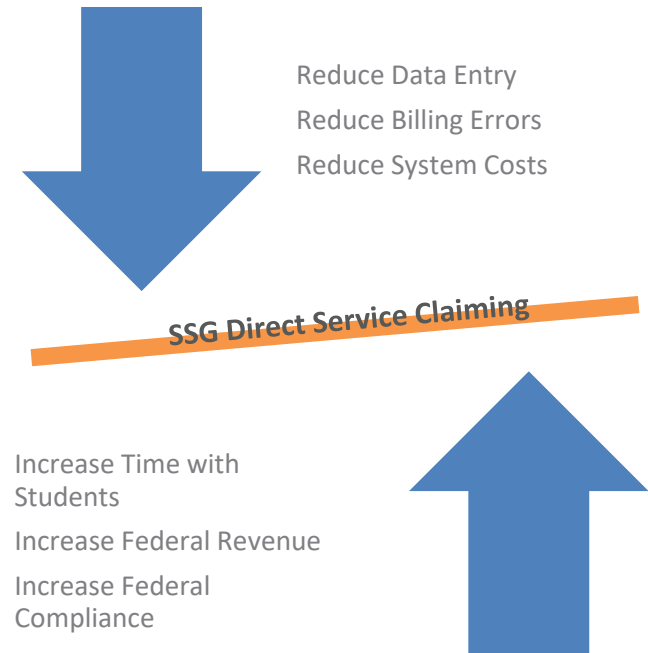 Reduce Data Entry
Reduce Billing Errors
Reduce System Costs
SSG Direct Service Claiming
Increase Time with
Students
Increase Federal Revenue
Increase Federal
Compliance